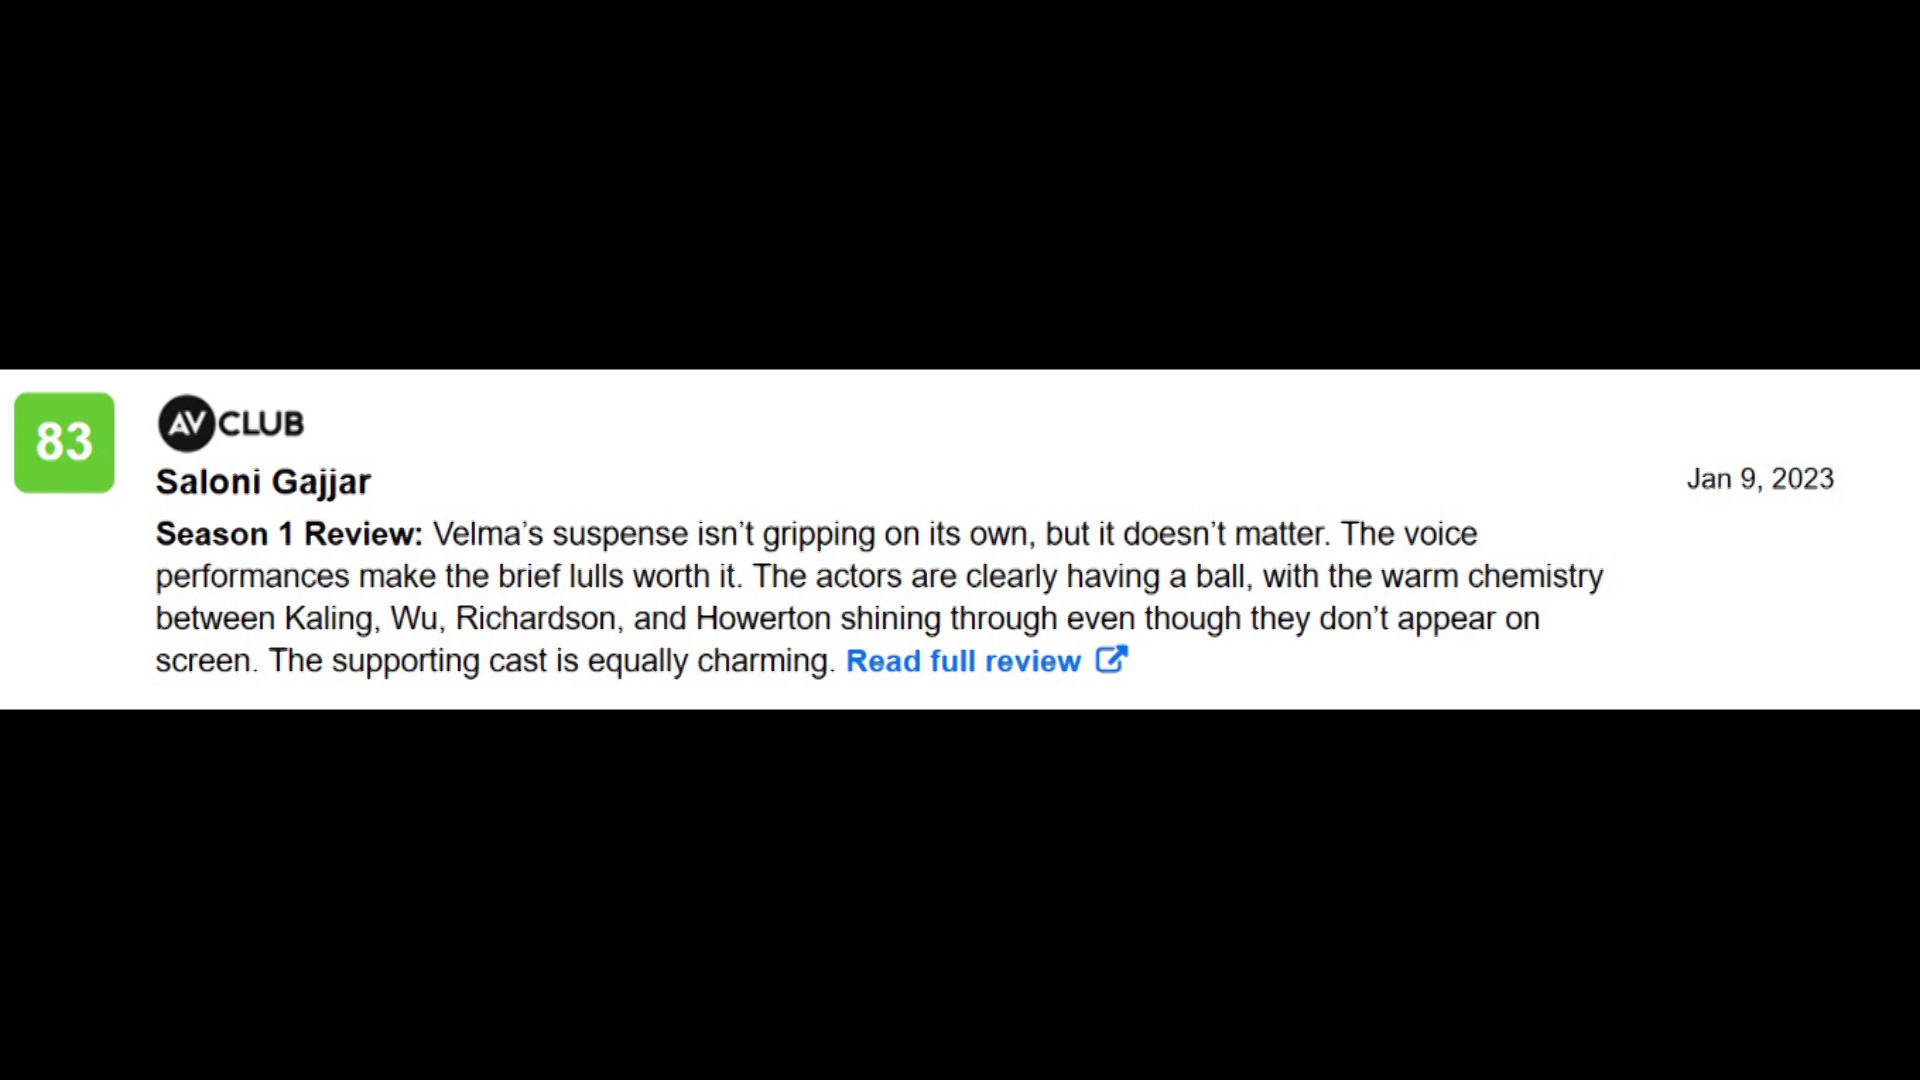 83
AV CLUB
Saloni Gajjar
Jan 9, 2023
Season 1 Review: Velma’s suspense isn’t gripping on its own, but it doesn’t matter. The voice
performances make the brief lulls worth it. The actors are clearly having a ball, with the warm chemistry
between Kaling, Wu, Richardson, and Howerton shining through even though they don’t appear on
screen. The supporting cast is equally charming. Read full review